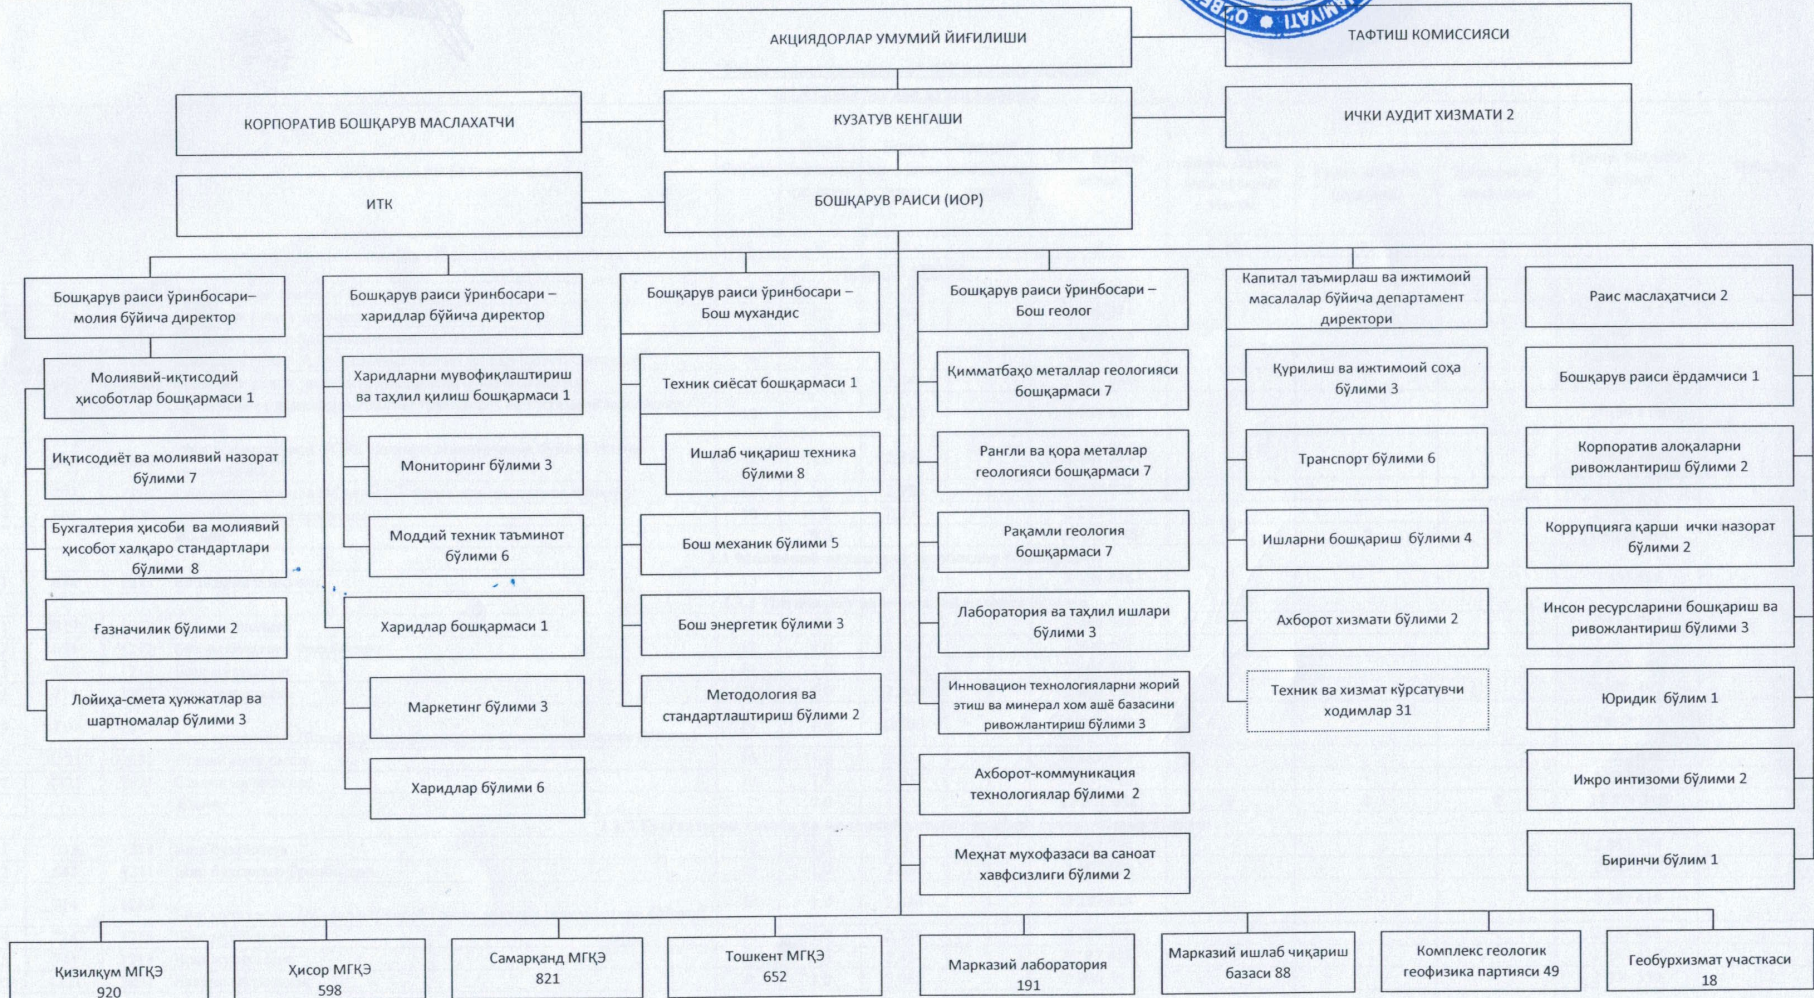 АКЦИЯДОРЛАР УМУМИЙ ЙИҒИЛИШИ
ТАФТИШ КОМИССИЯСИ
КОРПОРАТИВ БОШҚАРУВ МАСЛАХАТЧИ
КУЗАТУВ КЕНГАШИ
ИЧКИ АУДИТ ХИЗМАТИ 2
ИТК
БОШҚАРУВ РАИСИ (ИОР)
Бошқарув раиси ўринбосари–
молия бўйича директор
Молиявий-иқтисодий
ҳисоботлар бошқармаси 1
Иқтисодиёт ва молиявий назорат
бўлими 7
Бухгалтерия ҳисоби ва молиявий
ҳисобот халқаро стандартлари
бўлими 8
Ғазначилик бўлими 2
Лойиҳа-смета ҳужжатлар ва
шартномалар бўлими 3
Бошқарув раиси ўринбосари –
харидлар бўйича директор
Харидларни мувофиқлаштириш
ва таҳлил қилиш бошқармаси 1
Мониторинг бўлими 3
Моддий техник таъминот
бўлими 6
Харидлар бошқармаси 1
Маркетинг бўлими 3
Харидлар бўлими 6
Бошқарув раиси ўринбосари –
Бош мухандис
Техник сиёсат бошқармаси 1
Ишлаб чиқариш техника
бўлими 8
Бош механик бўлими 5
Бош энергетик бўлими 3
Методология ва
стандартлаштириш бўлими 2
Бошқарув раиси ўринбосари –
Бош геолог
Қимматбаҳо металлар геологияси
бошқармаси 7
Рангли ва қора металлар
геологияси бошқармаси 7
Рақамли геология
бошқармаси 7
Лаборатория ва таҳлил ишлари
бўлими 3
Инновацион технологияларни жорий
этиш ва минерал хом ашё базасини
ривожлантириш бўлими 3
Ахборот-коммуникация
технологиялар бўлими 2
Меҳнат мухофазаси ва саноат
хавфсизлиги бўлими 2
Капитал таъмирлаш ва ижтимоий
масалалар бўйича департамент
директори
Қурилиш ва ижтимоий соҳа
бўлими 3
Транспорт бўлими 6
Ишларни бошқариш бўлими 4
Ахборот хизмати бўлими 2
Техник ва хизмат кўрсатувчи
ходимлар 31
Раис маслаҳатчиси 2
Бошқарув раиси ёрдамчиси 1
Корпоратив алоқаларни
ривожлантириш бўлими 2
Коррупцияга қарши ички назорат
бўлими 2
Инсон ресурсларини бошқариш ва
ривожлантириш бўлими 3
Юридик бўлим 1
Ижро интизоми бўлими 2
Биринчи бўлим 1
Қизилқум МГҚЭ
920
Ҳисор МГҚЭ
598
Самарқанд МГҚЭ
821
Тошкент МГҚЭ
652
Марказий лаборатория
191
Марказий ишлаб чиқариш
базаси 88
Комплекс геологик
геофизика партияси 49
Геобурхизмат участкаси
18